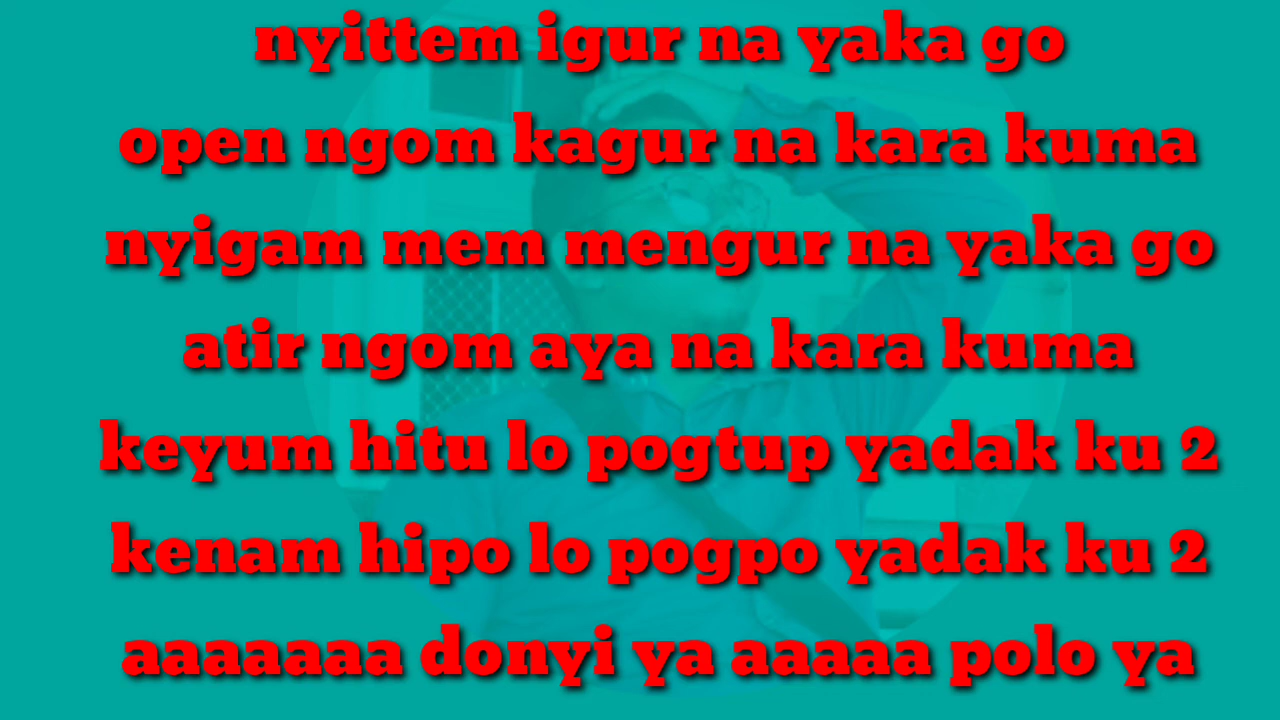 nyittem igur na yaka go
open ngom kagur na kara kuma
nyigam mem mengur na yaka go
atir ngom aya na kara kuma
keyum hitu lo pogtup yadak ku 2
kenam hipo lo pogpo yadak ku 2
aaaaaaa donyi ya aaaaa polo ya